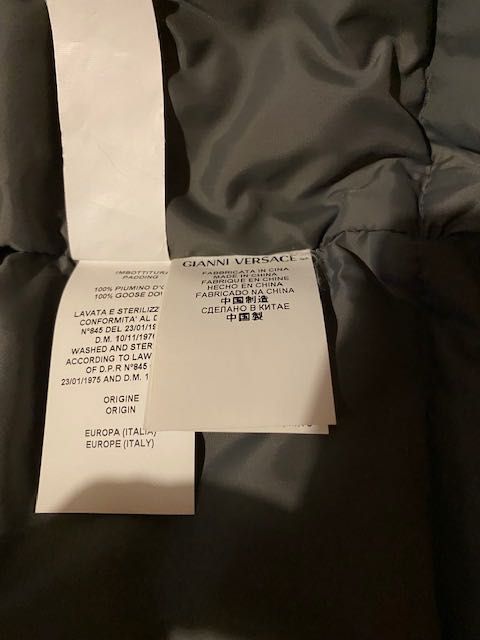 IMBOTTITURA
PADDING
100% PIUMINO D'O
100% GOOSE DOW
LAVATA E STERILIZZ
CONFORMITA' AL D
N°845 DEL 23/01/19
D.M. 10/11/1976
WASHED AND STER
ACCORDING TO LAW
OF D.P.R N°845
23/01/1975 AND D.M. 1
ORIGINE
ORIGIN
EUROPA (ITALIA)
EUROPE (ITALY)
GIANNI VERSACE
FABBRICATA IN CINA
MADE IN CHINA
FABRIQUE EN CHINE
HECHO EN CHINA
FABRICADO NA CHINA
中国制造
СДЕЛАНО В КИТАЕ
中国製